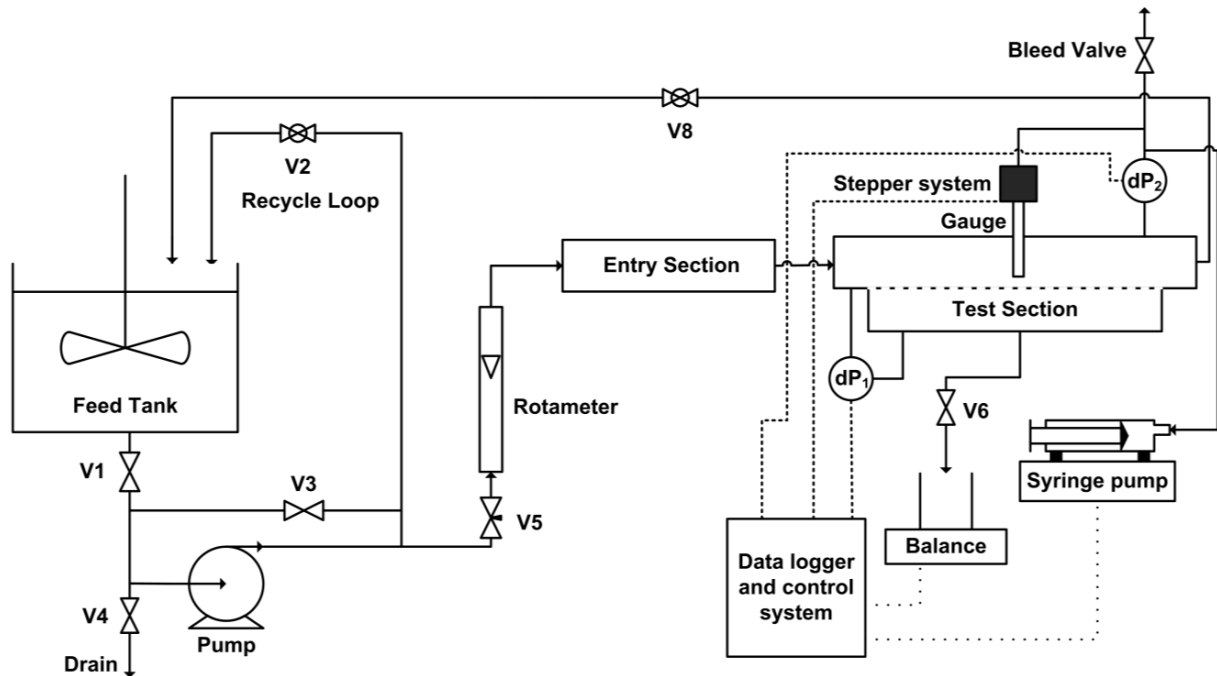 Bleed Valve
V8
V2
Recycle Loop
Stepper system
dP₂
Gauge
Entry Section
Test Section
Feed Tank
Rotameter
dP₁
V6
V1
V3
V5
Syringe pump
Balance
Data logger
and control
system
V4
Pump
Drain